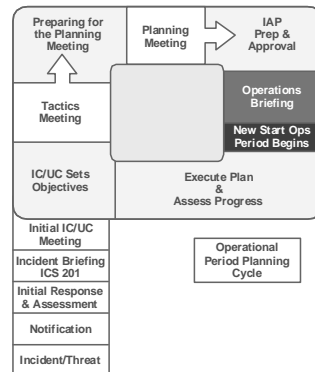 Preparing for
the Planning
Meeting
Planning
Meeting
IAP
Prep &
Approval
Tactics
Meeting
Operations
Briefing
New Start Ops
Period Begins
IC/UC Sets
Objectives
Execute Plan
&
Assess Progress
Initial IC/UC
Meeting
Incident Briefing
ICS 201
Initial Response
& Assessment
Notification
Incident/Threat
Operational
Period Planning
Cycle